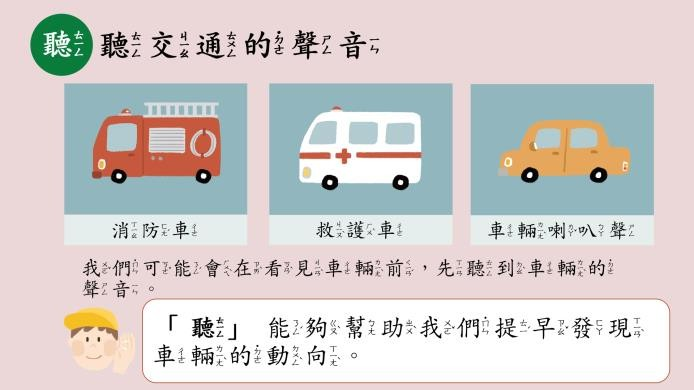 聽 聽交通的聲音
消防車
救護車
車輛喇叭聲
我們可能會在看見車輛前，先聽到車輛的
聲音。
「聽」 能夠幫助我們提早發現
車輛的動向。